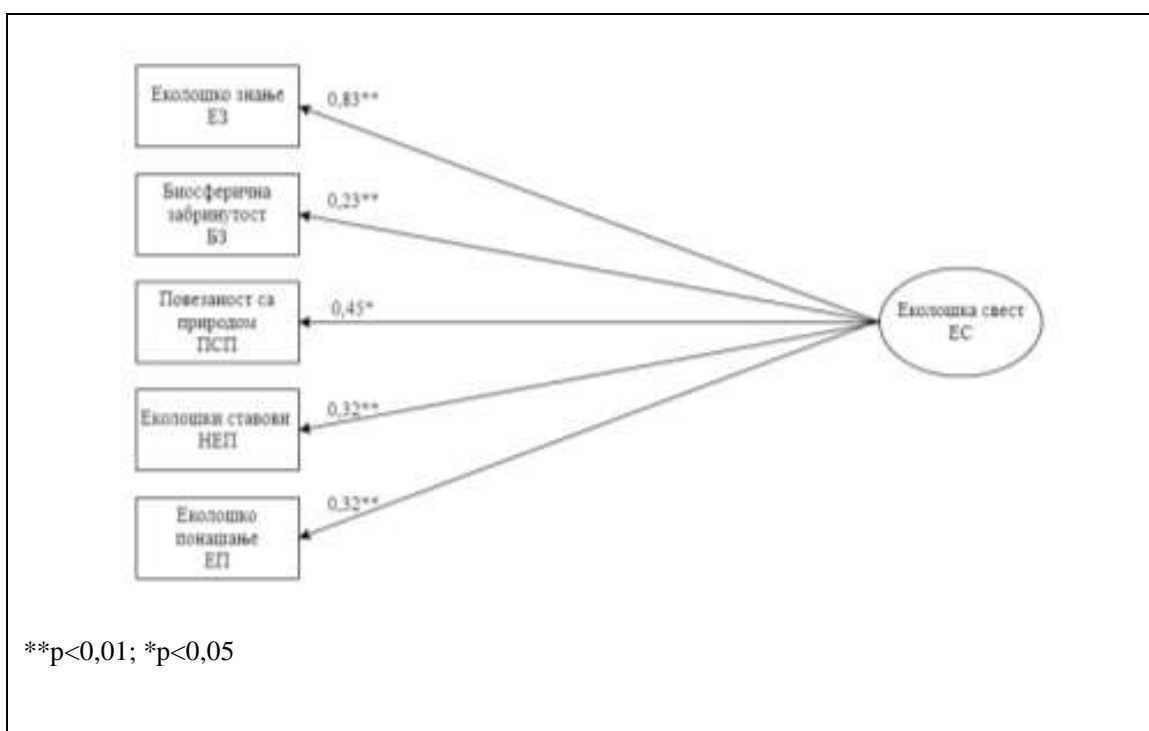 Еколошко знање
ЕЗ
0,83**
Биосферична
забринутост
БЗ
0,23**
Повезаност са
природом
ПСП
0,45*
Еколошка свест
ЕС
Еколошки ставови
НЕП
0,32**
Еколошко
понашање
ЕП
0,32**
**p<0,01; *p<0,05